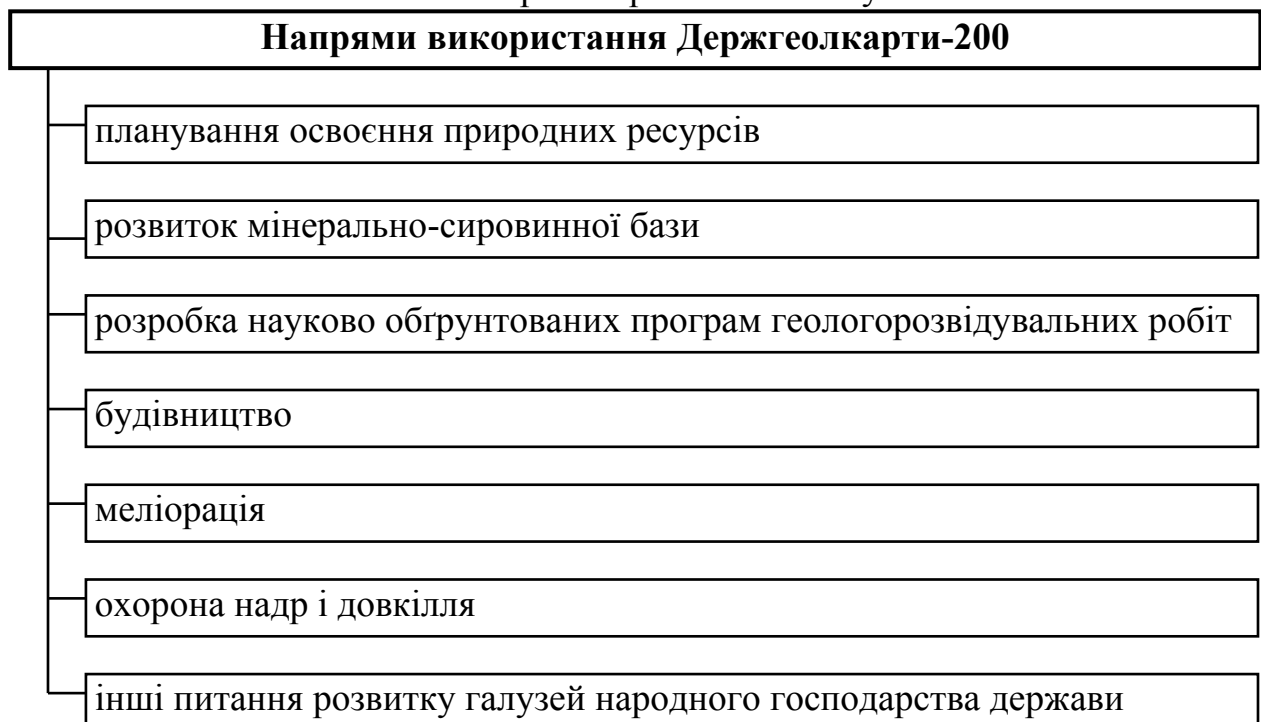 Напрями використання Держгеолкарти-200
планування освоєння природних ресурсів
розвиток мінерально-сировинної бази
розробка науково обґрунтованих програм геологорозвідувальних робіт
будівництво
меліорація
охорона надр і довкілля
інші питання розвитку галузей народного господарства держави